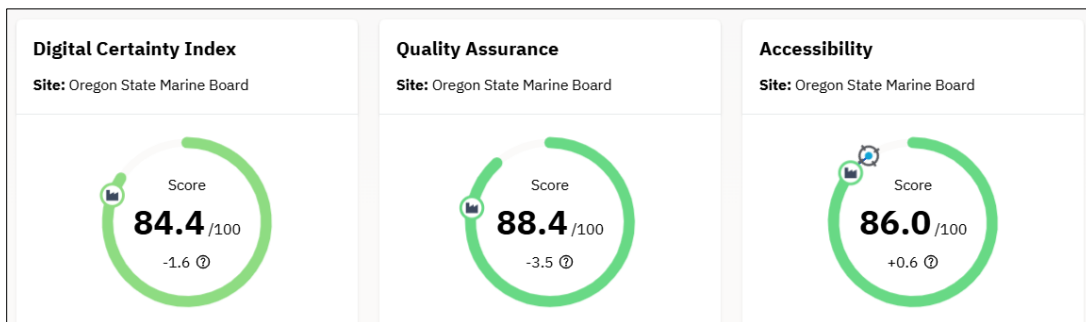 Digital Certainty Index
Site: Oregon State Marine Board
Score
84.4 /100
-1.6
Quality Assurance
Site: Oregon State Marine Board
Score
88.4 /100
-3.5
Accessibility
Site: Oregon State Marine Board
Score
86.0 /100
+0.6